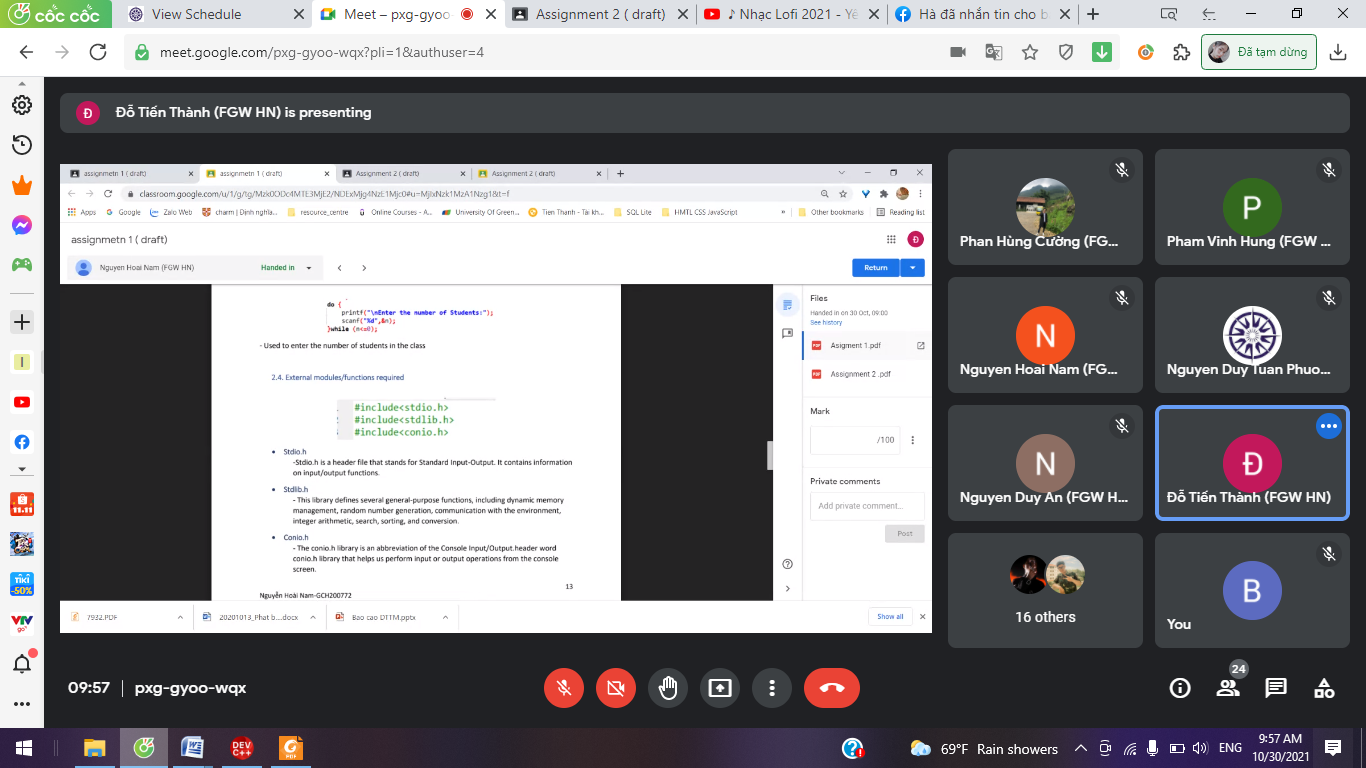 cốc cốc
View Schedule
Meet – pxg-gyoo-
Assignment 2 ( draft)
♪ Nhạc Lofi 2021 - Yê
Hà đã nhắn tin cho b
meet.google.com/pxg-gyoo-wqx?pli=1&authuser=4
Đã tạm dừng
Đ
Đỗ Tiến Thành (FGW HN) is presenting
assignmetn 1 ( draft)
assignmetn 1 ( draft)
Assignment 2 ( draft)
Assignment 2 ( draft)
classroom.google.com/u/1/g/tg/Mzk0ODc4MTE3MjE2/NDExMjg4NzE1Mjc0#u=MjIxNzk1MzA1Nzg1&t=f
Apps
Google
Zalo Web
charm | Định nghĩa...
resource_centre
Online Courses - A...
University Of Green...
Tien Thanh - Tài kh...
SQL Lite
HMTL CSS JavaScript
»
Other bookmarks
Reading list
assignmetn 1 ( draft)
Đ
Nguyen Hoai Nam (FGW HN)
Handed in
Return
do {
printf("\nEnter the number of Students:");
scanf("%d",&n);
}while (n<=0);
- Used to enter the number of students in the class
2.4. External modules/functions required
#include<stdio.h>
#include<stdlib.h>
#include<conio.h>
• Stdio.h
-Stdio.h is a header file that stands for Standard Input-Output. It contains information
on input/output functions.
• Stdlib.h
- This library defines several general-purpose functions, including dynamic memory
management, random number generation, communication with the environment,
integer arithmetic, search, sorting, and conversion.
• Conio.h
- The conio.h library is an abbreviation of the Console Input/Output.header word
conio.h library that helps us perform input or output operations from the console
screen.
13
Nguyễn Hoài Nam-GCH200772
Files
Handed in on 30 Oct, 09:00
See history
PDF
Asigment 1.pdf
PDF
Assignment 2 .pdf
Mark
/100
Private comments
Add private comment...
Post
7932.PDF
20201013_Phat b....docx
Bao cao DTTM.pptx
Show all
Phan Hùng Cường (FG...
P
Pham Vinh Hung (FGW ...
N
Nguyen Hoai Nam (FG...
Nguyen Duy Tuan Phuo...
N
Nguyen Duy An (FGW H...
Đ
Đỗ Tiến Thành (FGW HN)
16 others
B
You
I
11.11
TIKI
-50%
VTV
go
09:57 | pxg-gyoo-wqx
24
DEV
C++
PDF
69°F Rain showers
ENG
9:57 AM
10/30/2021